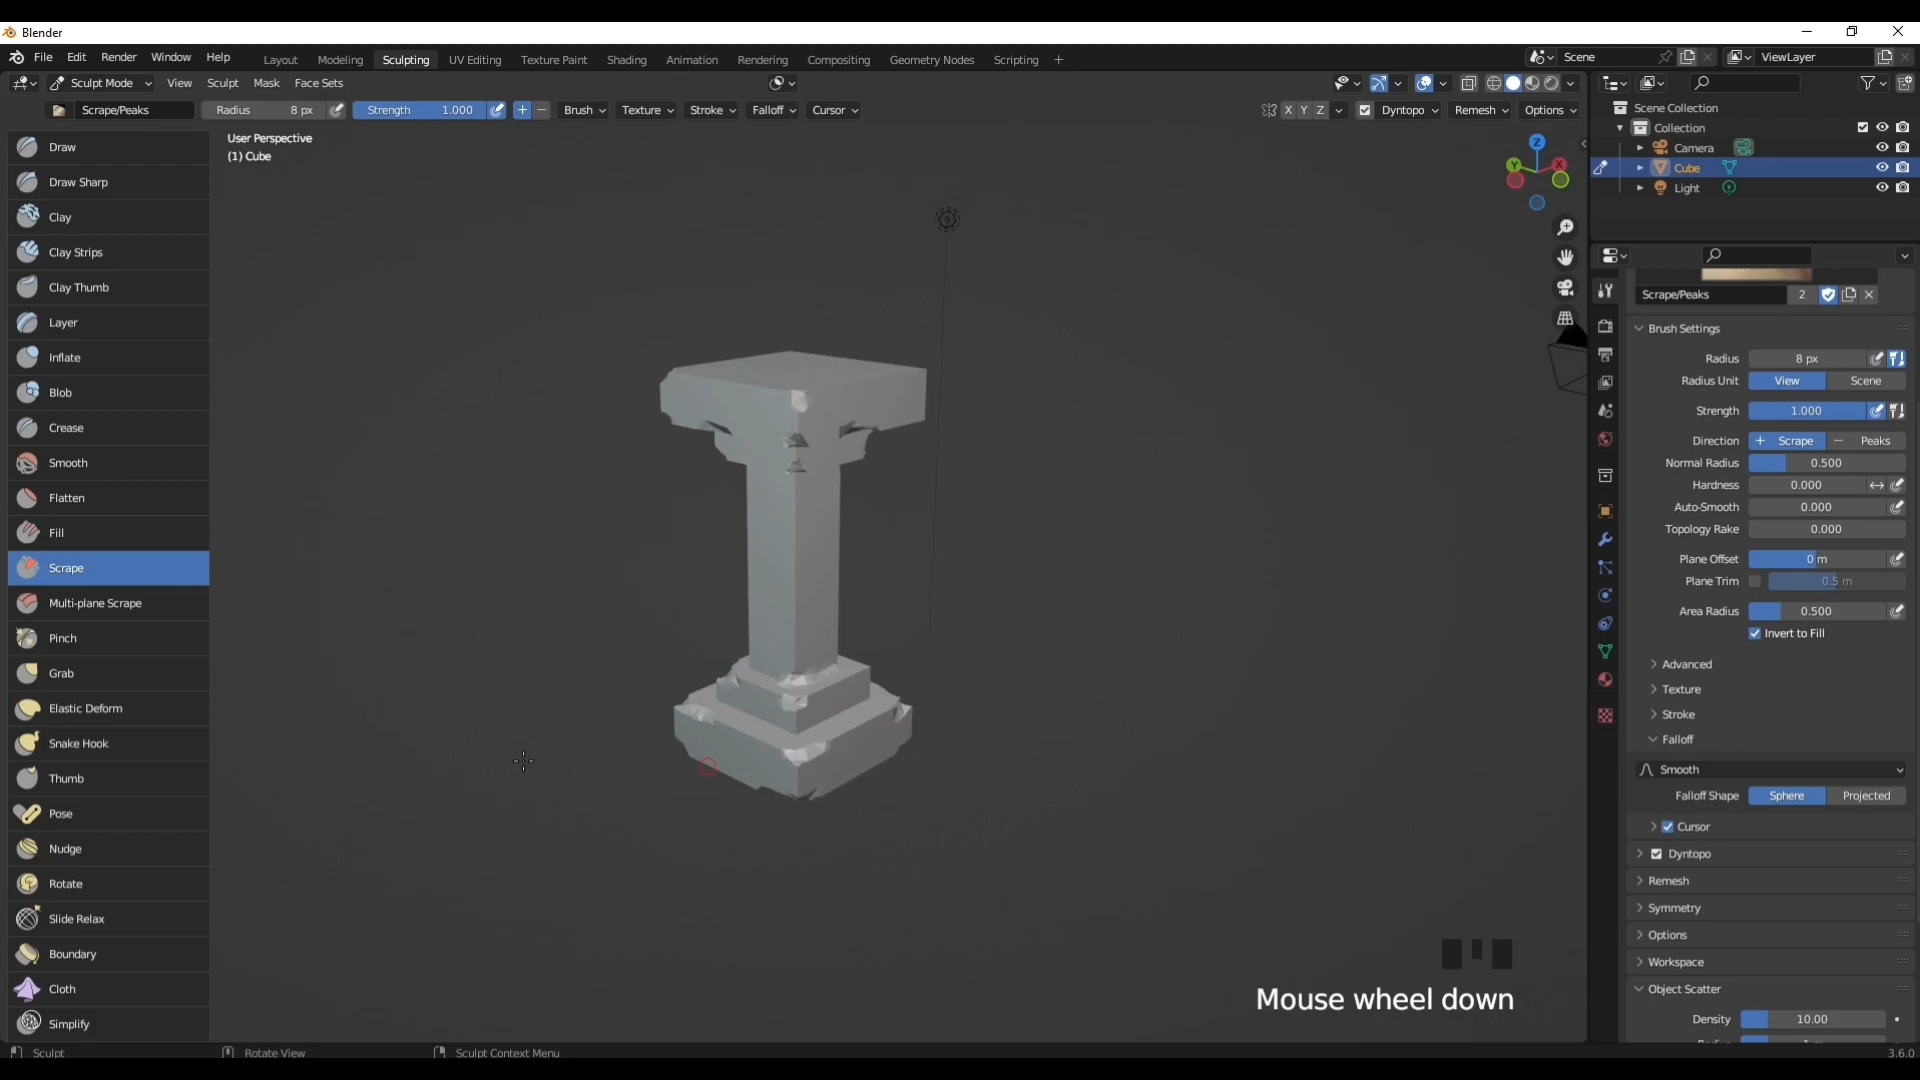 Blender
File Edit Render Window Help Layout Modeling Sculpting UV Editing Texture Paint Shading Animation Rendering Compositing Geometry Nodes Scripting + Scene ViewLayer
Sculpt Mode View Sculpt Mask Face Sets
Scrape/Peaks Radius 8 px Strength 1.000 + − Brush Texture Stroke Falloff Cursor X Y Z Dyntopo Remesh Options
Scene Collection
Collection
Camera
Cube
Light
User Perspective
(1) Cube
Z
Y
X
Draw
Draw Sharp
Clay
Clay Strips
Clay Thumb
Layer
Inflate
Blob
Crease
Smooth
Flatten
Fill
Scrape
Multi-plane Scrape
Pinch
Grab
Elastic Deform
Snake Hook
Thumb
Pose
Nudge
Rotate
Slide Relax
Boundary
Cloth
Simplify
Scrape/Peaks 2
Brush Settings
Radius 8 px
Radius Unit View Scene
Strength 1.000
Direction + Scrape − Peaks
Normal Radius 0.500
Hardness 0.000
Auto-Smooth 0.000
Topology Rake 0.000
Plane Offset 0 m
Plane Trim 0.5 m
Area Radius 0.500
Invert to Fill
Advanced
Texture
Stroke
Falloff
Smooth
Falloff Shape Sphere Projected
Cursor
Dyntopo
Remesh
Symmetry
Options
Workspace
Object Scatter
Density 10.00
Mouse wheel down
Sculpt Rotate View Sculpt Context Menu 3.6.0